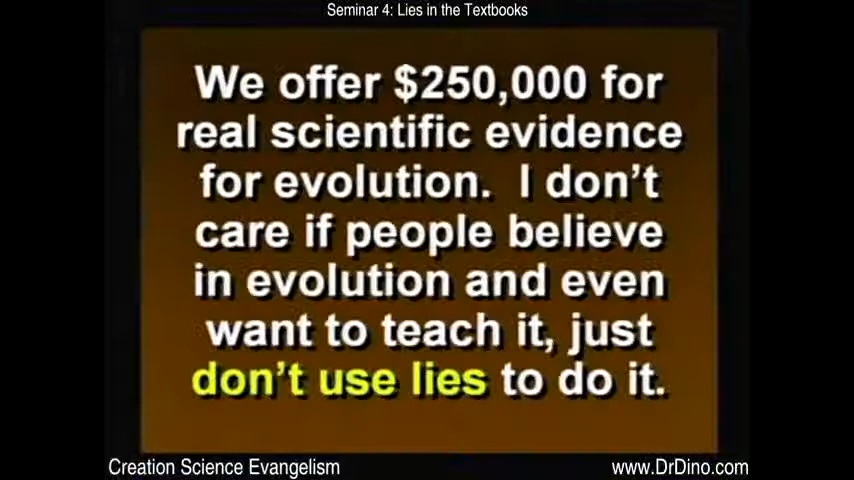 Seminar 4: Lies in the Textbooks
We offer $250,000 for
real scientific evidence
for evolution. I don't
care if people believe
in evolution and even
want to teach it, just
don't use lies to do it.
Creation Science Evangelism
www.DrDino.com